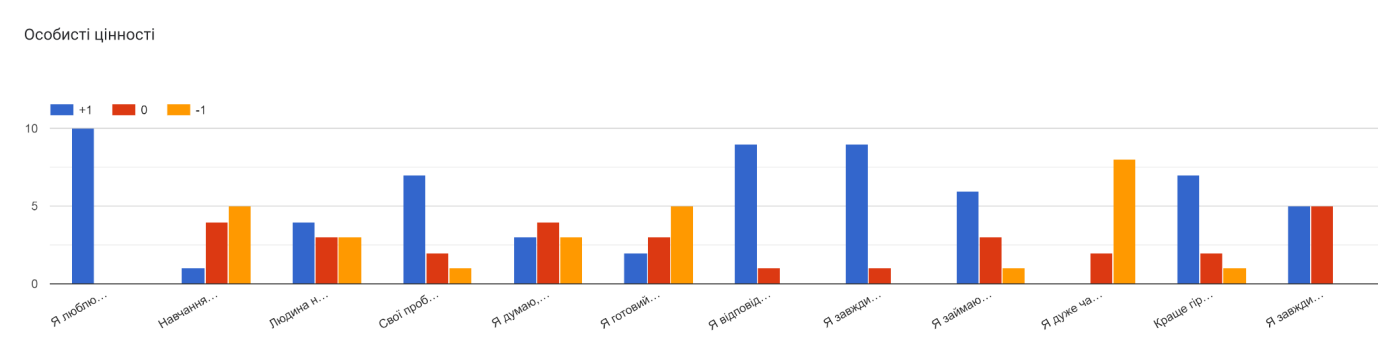 Особисті цінності
+1 0 -1
10
5
0
Я люблю…
Навчання…
Людина н…
Свої проб…
Я думаю,…
Я готовий…
Я відповід…
Я завжди…
Я займаю…
Я дуже ча…
Краще гір…
Я завжди…